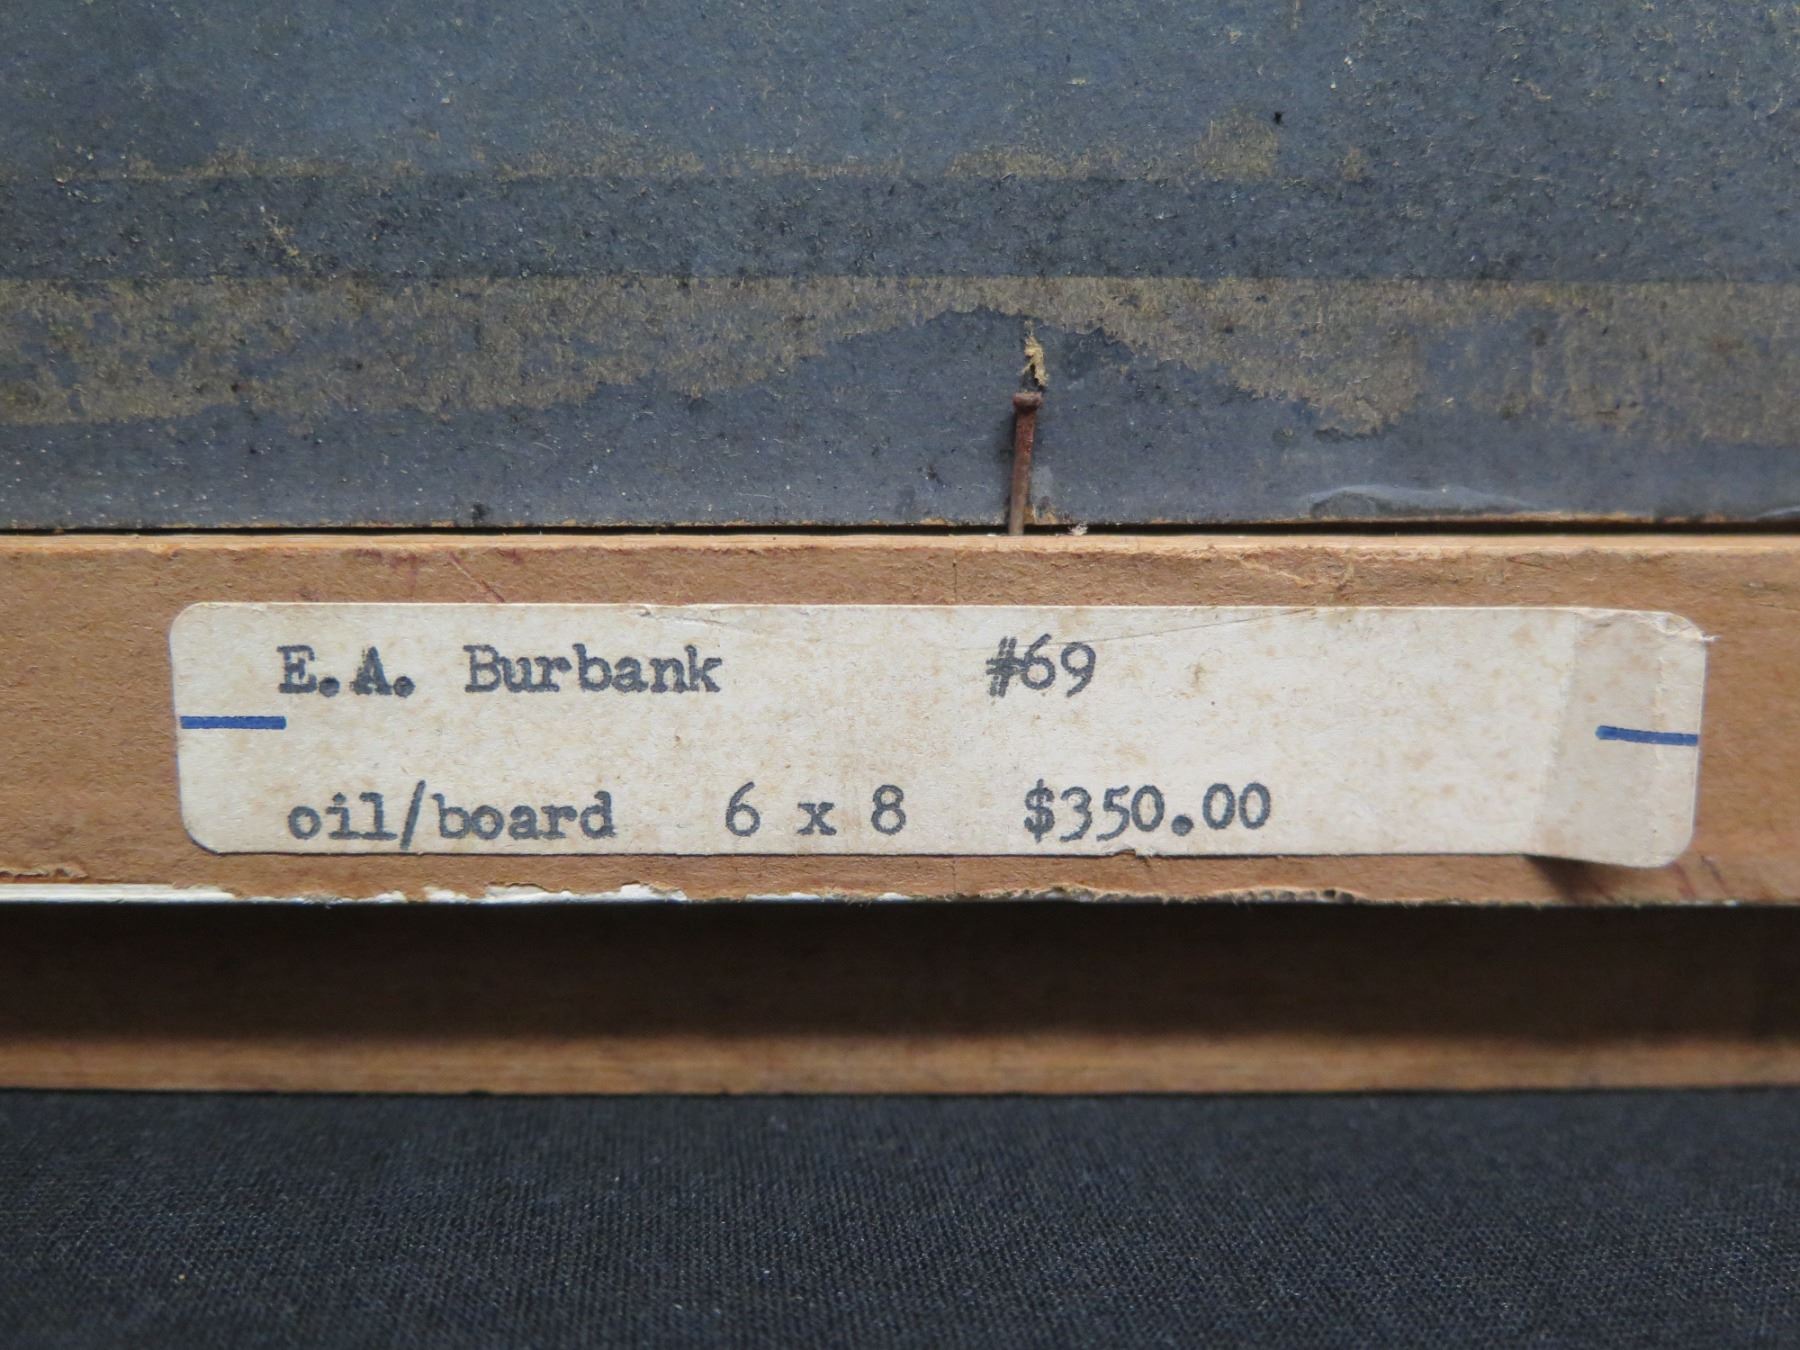 E.A. Burbank #69
oil/board 6 x 8 $350.00